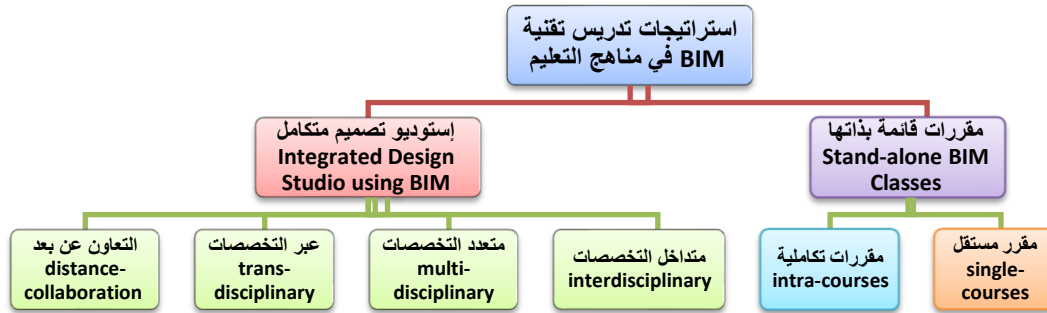 استراتيجات تدريس تقنية
BIM في مناهج التعليم
مقررات قائمة بذاتها
Stand-alone BIM
Classes
إستوديو تصميم متكامل
Integrated Design
Studio using BIM
مقرر مستقل
single-
courses
مقررات تكاملية
intra-courses
متداخل التخصصات
interdisciplinary
متعدد التخصصات
multi-
disciplinary
عبر التخصصات
trans-
disciplinary
التعاون عن بعد
distance-
collaboration